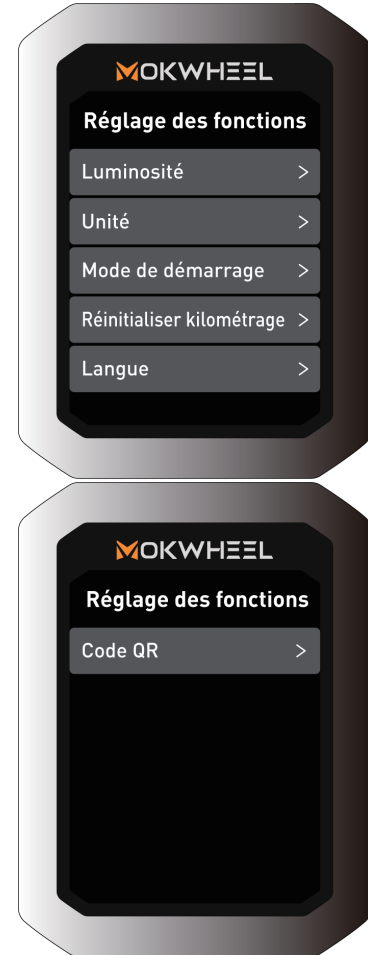 MOKWHEEL
Réglage des fonctions
Luminosité >
Unité >
Mode de démarrage >
Réinitialiser kilométrage >
Langue >
MOKWHEEL
Réglage des fonctions
Code QR >